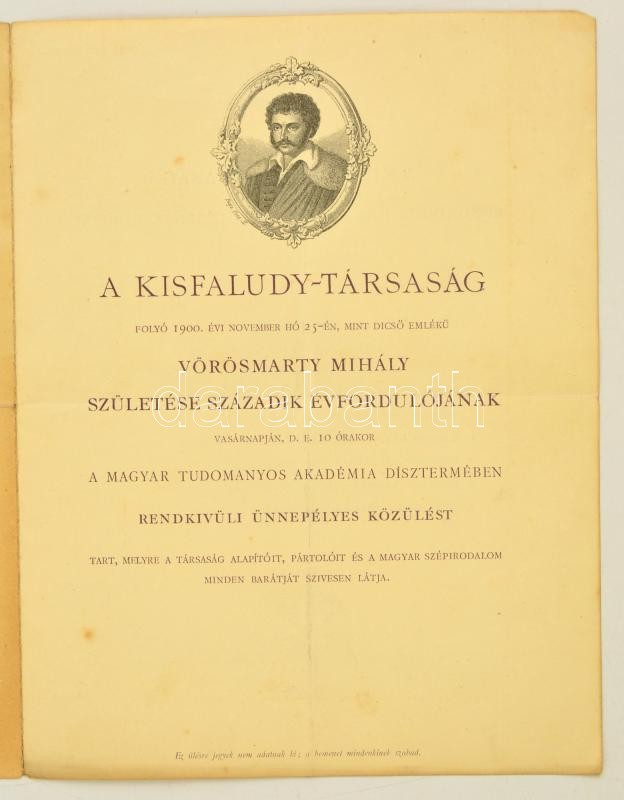 A KISFALUDY-TÁRSASÁG
FOLYÓ 1900. ÉVI NOVEMBER HÓ 25-ÉN, MINT DICSŐ EMLÉKŰ
VÖRÖSMARTY MIHÁLY
SZÜLETÉSE SZÁZADIK ÉVFORDULÓJÁNAK
darabanth
VASÁRNAPJÁN, D. E. 10 ÓRAKOR
A MAGYAR TUDOMANYOS AKADÉMIA DÍSZTERMÉBEN
RENDKIVÜLI ÜNNEPÉLYES KÖZÜLÉST
TART, MELYRE A TÁRSASÁG ALAPÍTÓIT, PÁRTOLÓIT ÉS A MAGYAR SZÉPIRODALOM
MINDEN BARÁTJÁT SZIVESEN LÁTJA.
Ez ülésre jegyek nem adatnak ki; a bemenet mindenkinek szabad.